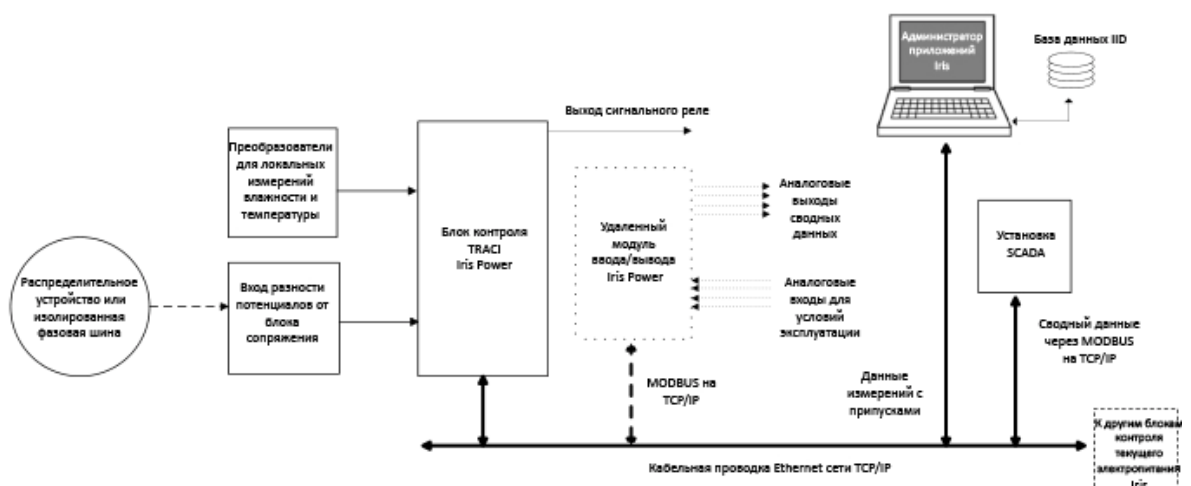 Администратор
приложений
Iris
База данных IID
Выход сигнального реле
Преобразователи
для локальных
измерений
влажности и
температуры
Блок контроля
TRACI
Iris Power
Удаленный
модуль
ввода/вывода
Iris Power
Аналоговые
выходы
сводных
данных
Установка
SCADA
Распределительное
устройство или
изолированная
фазовая шина
Вход разности
потенциалов от
блока
сопряжения
Аналоговые
входы для
условий
эксплуатации
Сводный данные
через MODBUS
на TCP/IP
MODBUS на
TCP/IP
Данные
измерений с
припусками
К другим блокам
контроля
текущего
электропитания
Iris
Кабельная проводка Ethernet сети TCP/IP